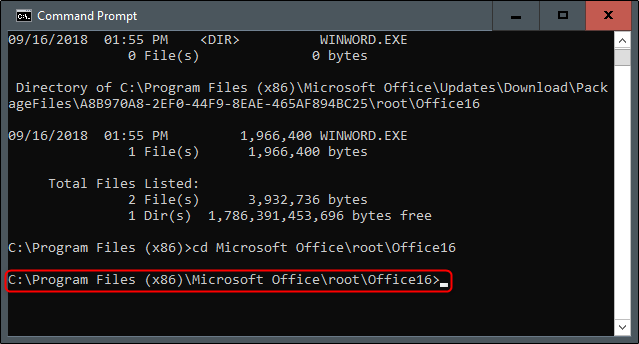 Command Prompt
09/16/2018  01:55 PM    <DIR>          WINWORD.EXE
               0 File(s)              0 bytes
 Directory of C:\Program Files (x86)\Microsoft Office\Updates\Download\Pack
ageFiles\A8B970A8-2EF0-44F9-8EAE-465AF894BC25\root\Office16
09/16/2018  01:55 PM         1,966,400 WINWORD.EXE
               1 File(s)      1,966,400 bytes
     Total Files Listed:
               2 File(s)      3,932,736 bytes
               1 Dir(s)  1,786,391,453,696 bytes free
C:\Program Files (x86)>cd Microsoft Office\root\Office16
C:\Program Files (x86)\Microsoft Office\root\Office16>